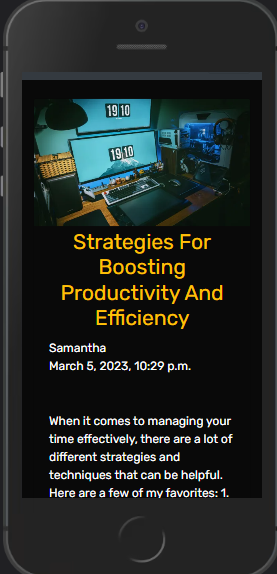 19 10
19 10
Strategies For
Boosting
Productivity And
Efficiency
Samantha
March 5, 2023, 10:29 p.m.
When it comes to managing your
time effectively, there are a lot of
different strategies and
techniques that can be helpful.
Here are a few of my favorites: 1.